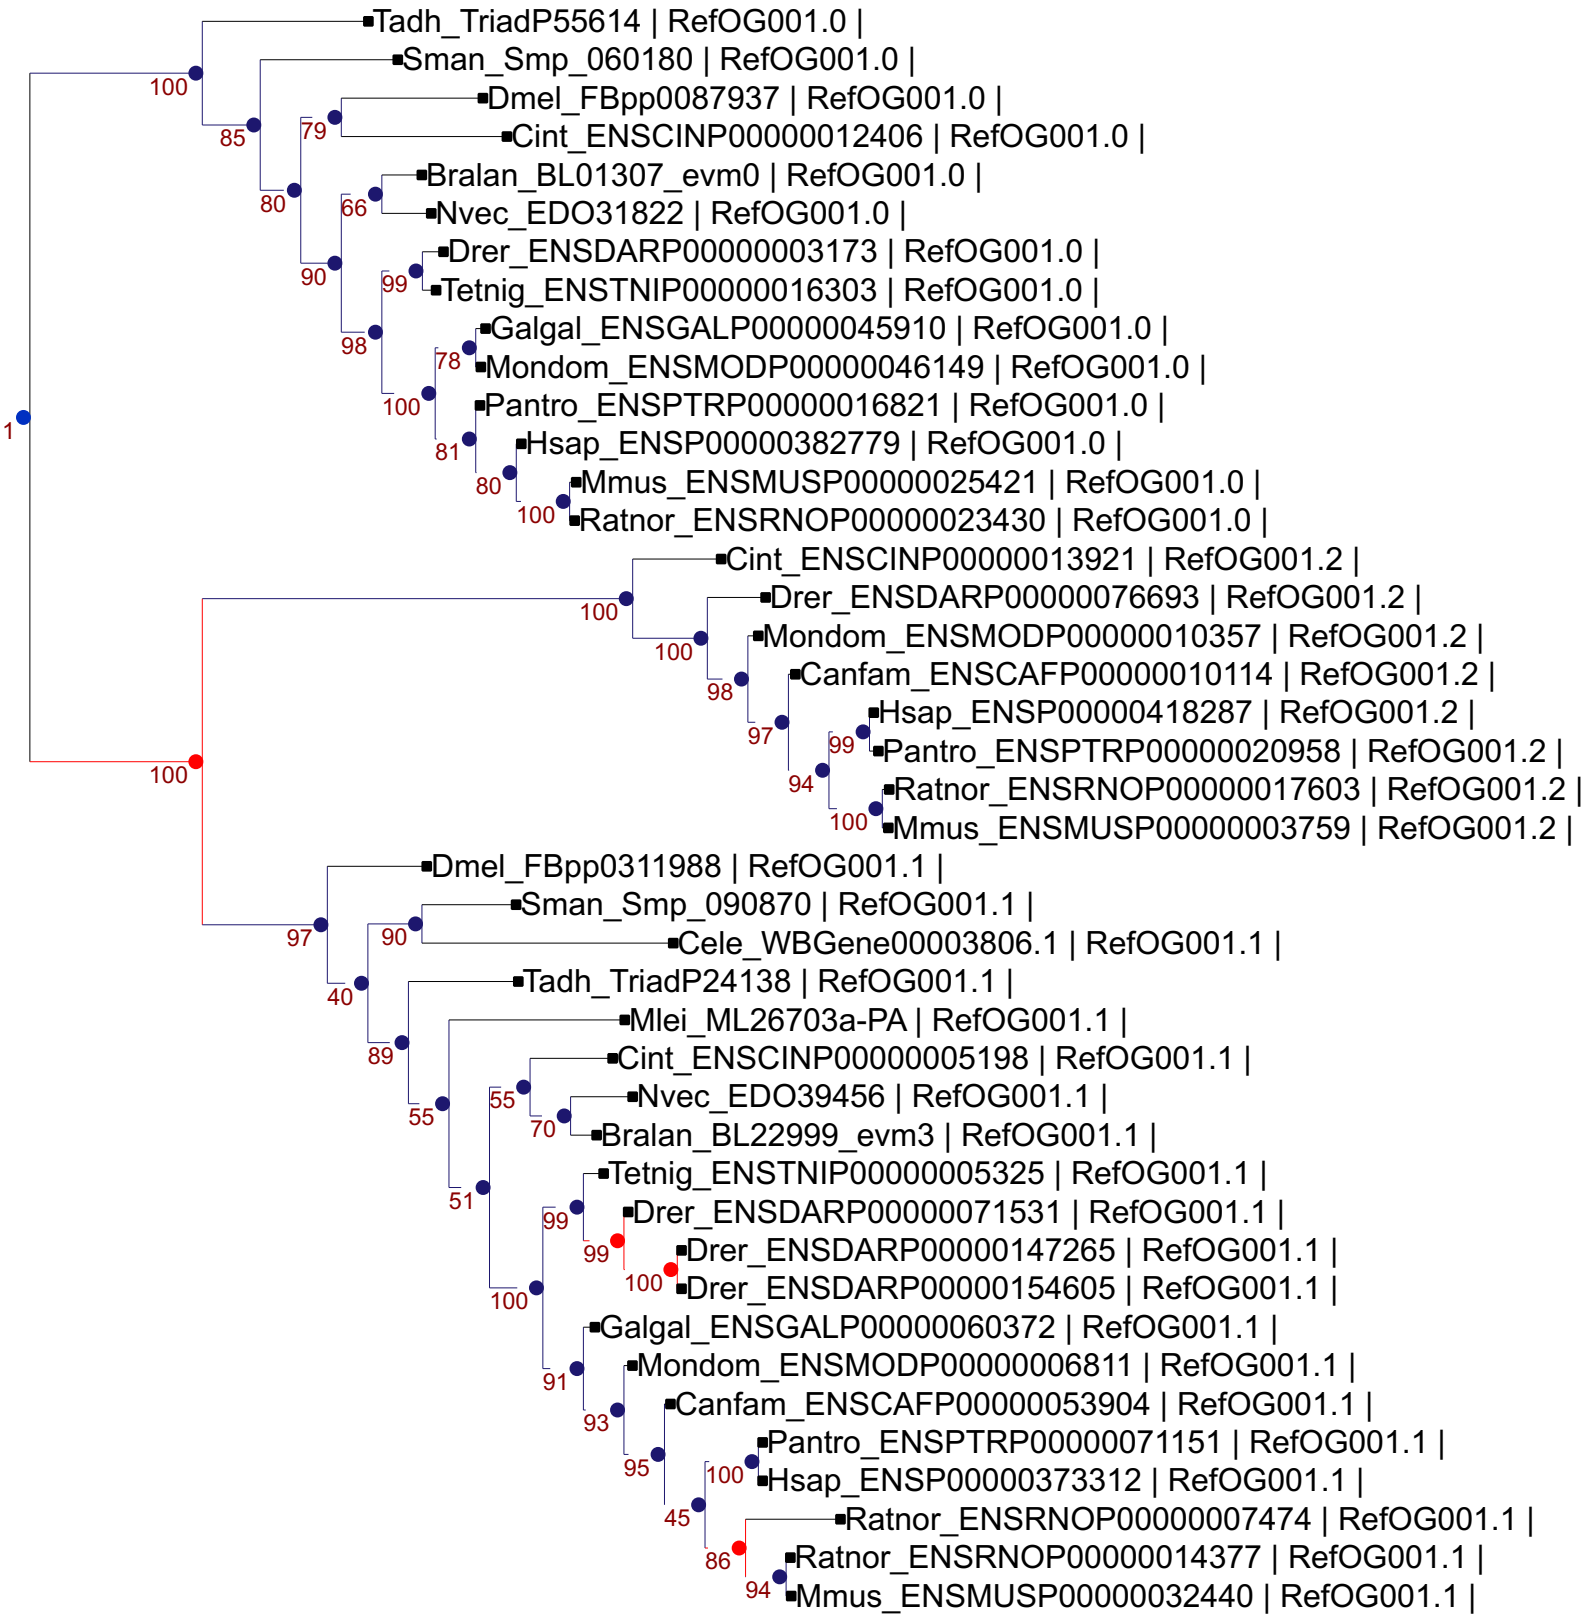 Tadh_TriadP55614 | RefOG001.0 |
Sman_Smp_060180 | RefOG001.0 |
100
Dmel_FBpp0087937 | RefOG001.0 |
79
85
Cint_ENSCINP00000012406 | RefOG001.0 |
Bralan_BL01307_evm0 | RefOG001.0 |
80
66
Nvec_EDO31822 | RefOG001.0 |
Drer_ENSDARP00000003173 | RefOG001.0 |
90
99
Tetnig_ENSTNIP00000016303 | RefOG001.0 |
Galgal_ENSGALP00000045910 | RefOG001.0 |
98
78
Mondom_ENSMODP00000046149 | RefOG001.0 |
100
Pantro_ENSPTRP00000016821 | RefOG001.0 |
1
Hsap_ENSP00000382779 | RefOG001.0 |
81
Mmus_ENSMUSP00000025421 | RefOG001.0 |
80
100
Ratnor_ENSRNOP00000023430 | RefOG001.0 |
Cint_ENSCINP00000013921 | RefOG001.2 |
Drer_ENSDARP00000076693 | RefOG001.2 |
100
Mondom_ENSMODP00000010357 | RefOG001.2 |
100
Canfam_ENSCAFP00000010114 | RefOG001.2 |
98
Hsap_ENSP00000418287 | RefOG001.2 |
97
99
Pantro_ENSPTRP00000020958 | RefOG001.2 |
100
94
Ratnor_ENSRNOP00000017603 | RefOG001.2 |
100
Mmus_ENSMUSP00000003759 | RefOG001.2 |
Dmel_FBpp0311988 | RefOG001.1 |
Sman_Smp_090870 | RefOG001.1 |
97
90
Cele_WBGene00003806.1 | RefOG001.1 |
Tadh_TriadP24138 | RefOG001.1 |
40
Mlei_ML26703a-PA | RefOG001.1 |
89
Cint_ENSCINP00000005198 | RefOG001.1 |
Nvec_EDO39456 | RefOG001.1 |
55
55
70
Bralan_BL22999_evm3 | RefOG001.1 |
Tetnig_ENSTNIP00000005325 | RefOG001.1 |
51
Drer_ENSDARP00000071531 | RefOG001.1 |
99
Drer_ENSDARP00000147265 | RefOG001.1 |
99
100
Drer_ENSDARP00000154605 | RefOG001.1 |
100
Galgal_ENSGALP00000060372 | RefOG001.1 |
Mondom_ENSMODP00000006811 | RefOG001.1 |
91
Canfam_ENSCAFP00000053904 | RefOG001.1 |
93
Pantro_ENSPTRP00000071151 | RefOG001.1 |
95
100
Hsap_ENSP00000373312 | RefOG001.1 |
45
Ratnor_ENSRNOP00000007474 | RefOG001.1 |
86
Ratnor_ENSRNOP00000014377 | RefOG001.1 |
94
Mmus_ENSMUSP00000032440 | RefOG001.1 |